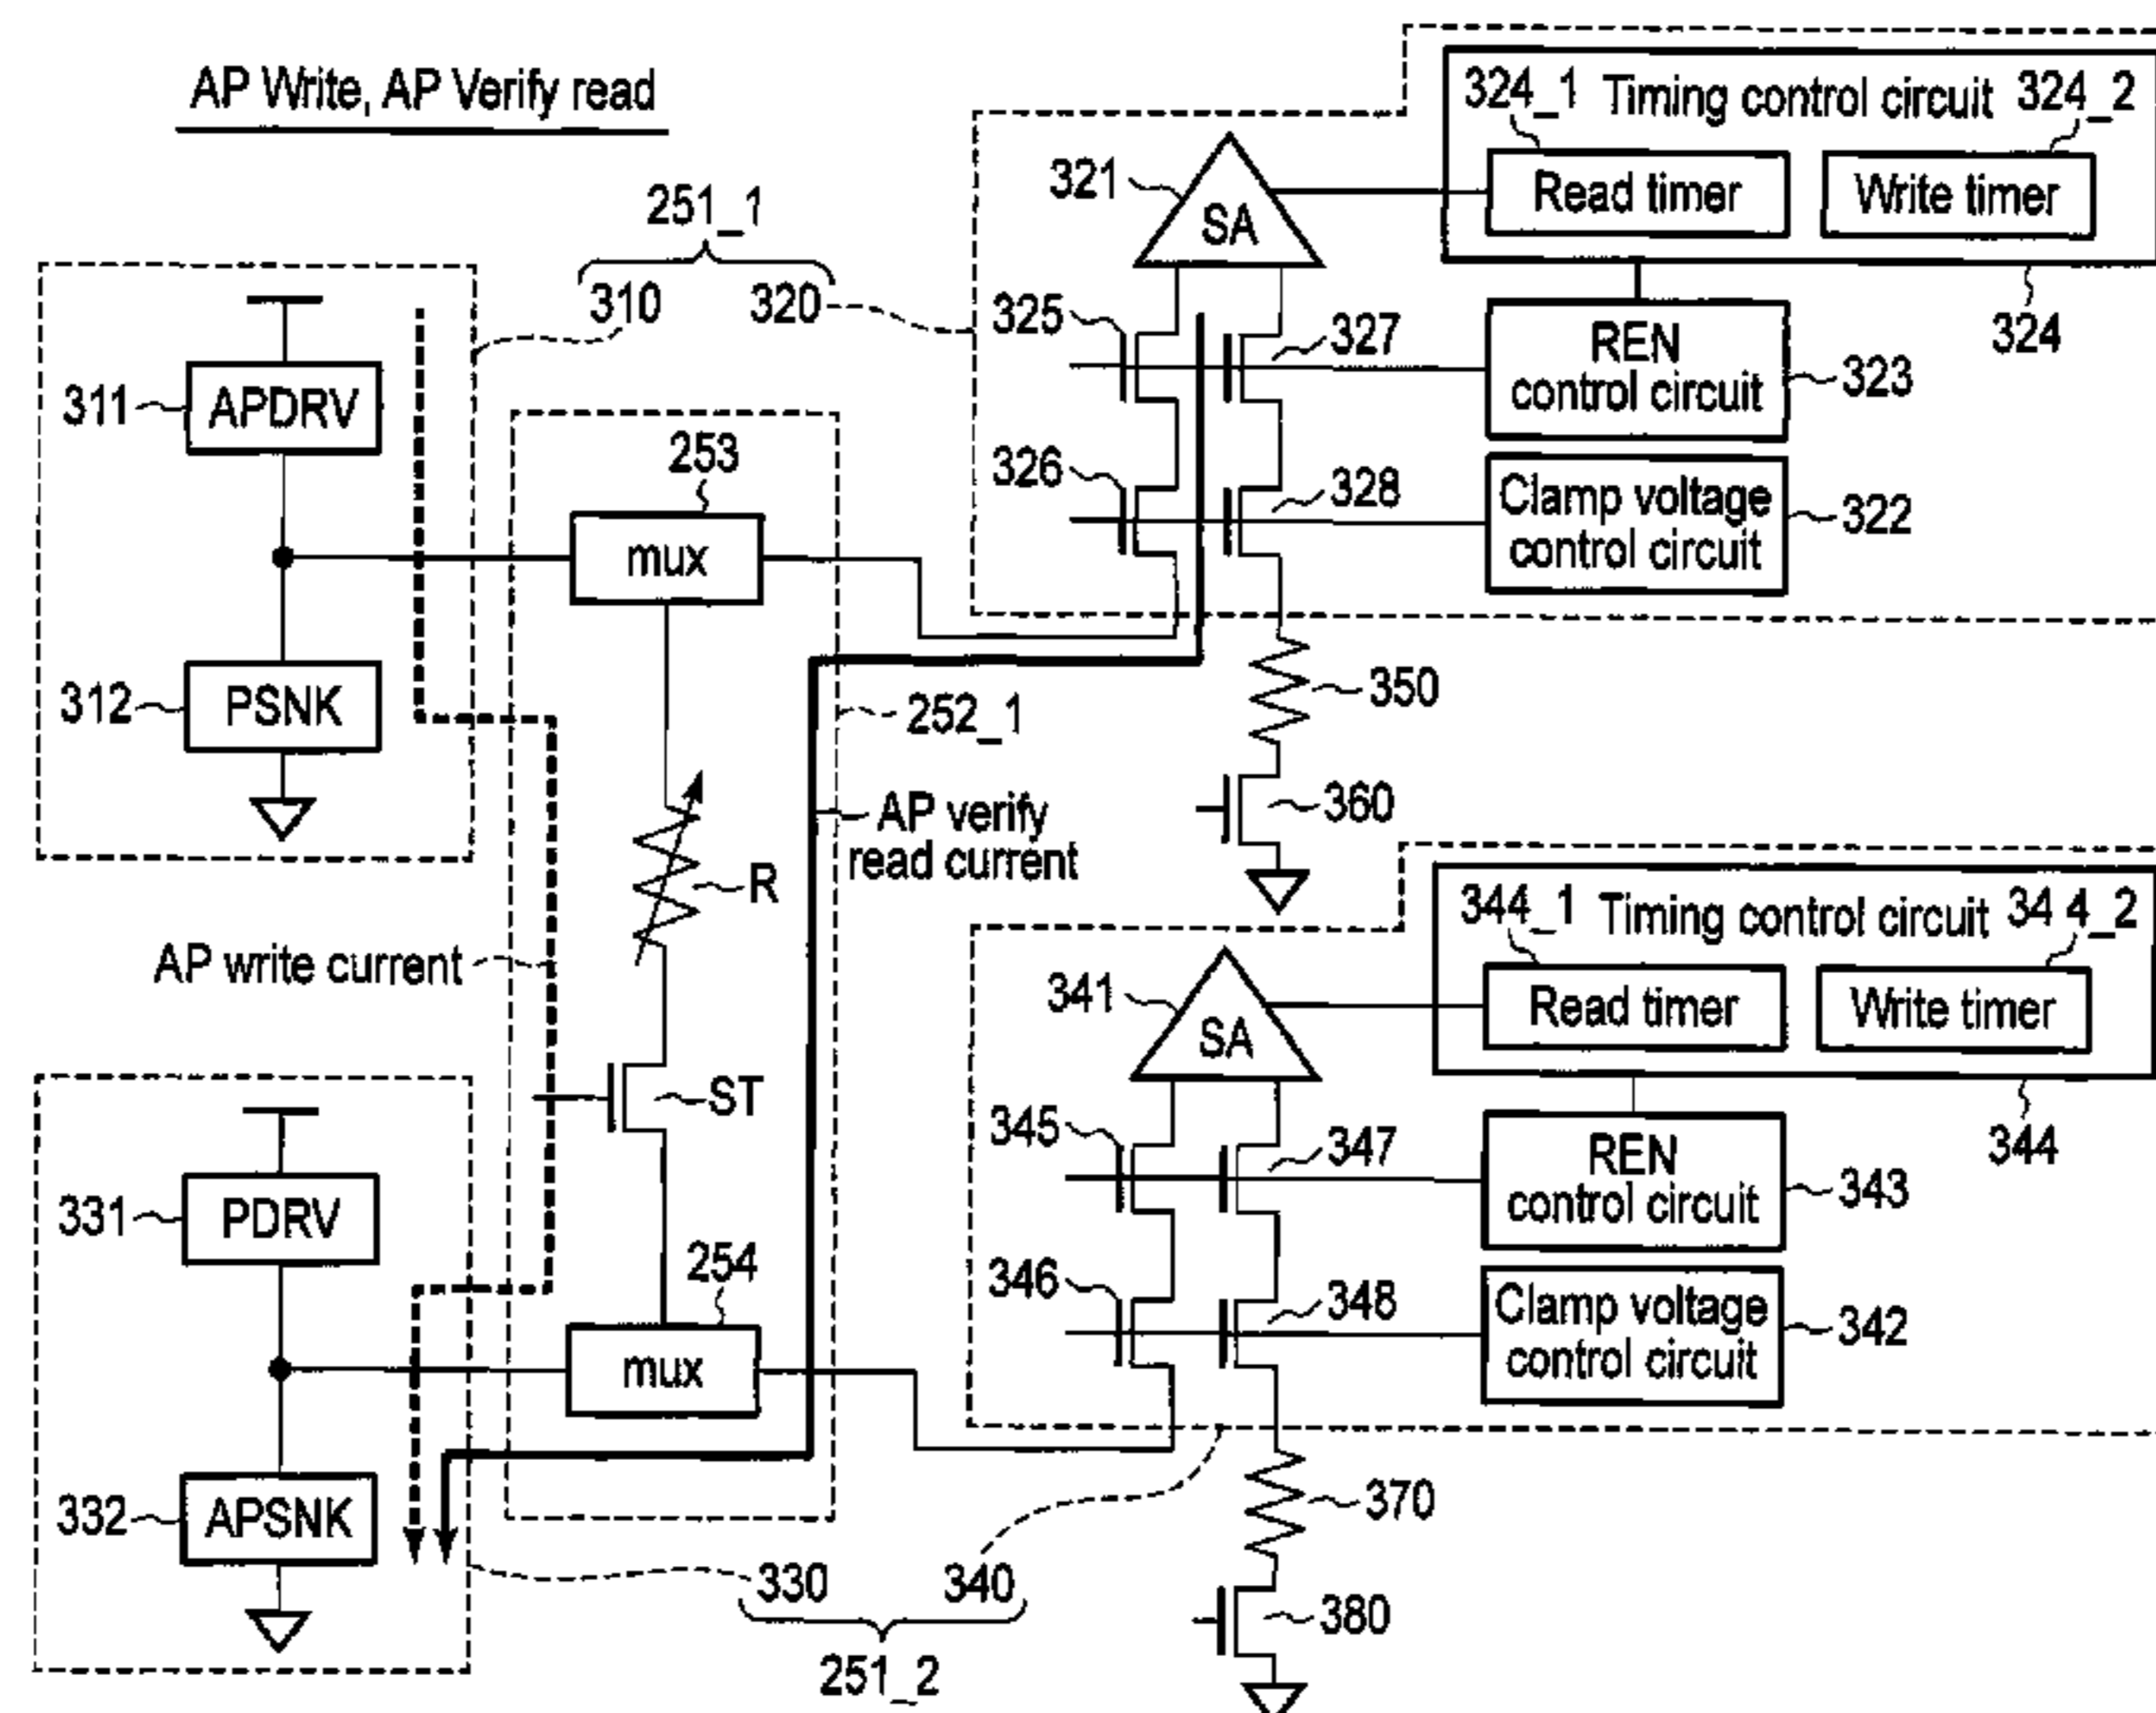 AP Write, AP Verify read
324_1 Timing control circuit 324_2
321
SA
Read timer
Write timer
251_1
310
320
325
327
REN
control circuit
323
324
311
APDRV
253
326
328
Clamp voltage
control circuit
322
mux
312
PSNK
350
252_1
360
AP verify
read current
R
344_1 Timing control circuit 34 4_2
AP write current
341
SA
Read timer
Write timer
ST
345
347
REN
control circuit
343
344
331
PDRV
254
346
348
Clamp voltage
control circuit
342
mux
332
APSNK
370
330
340
380
251_2